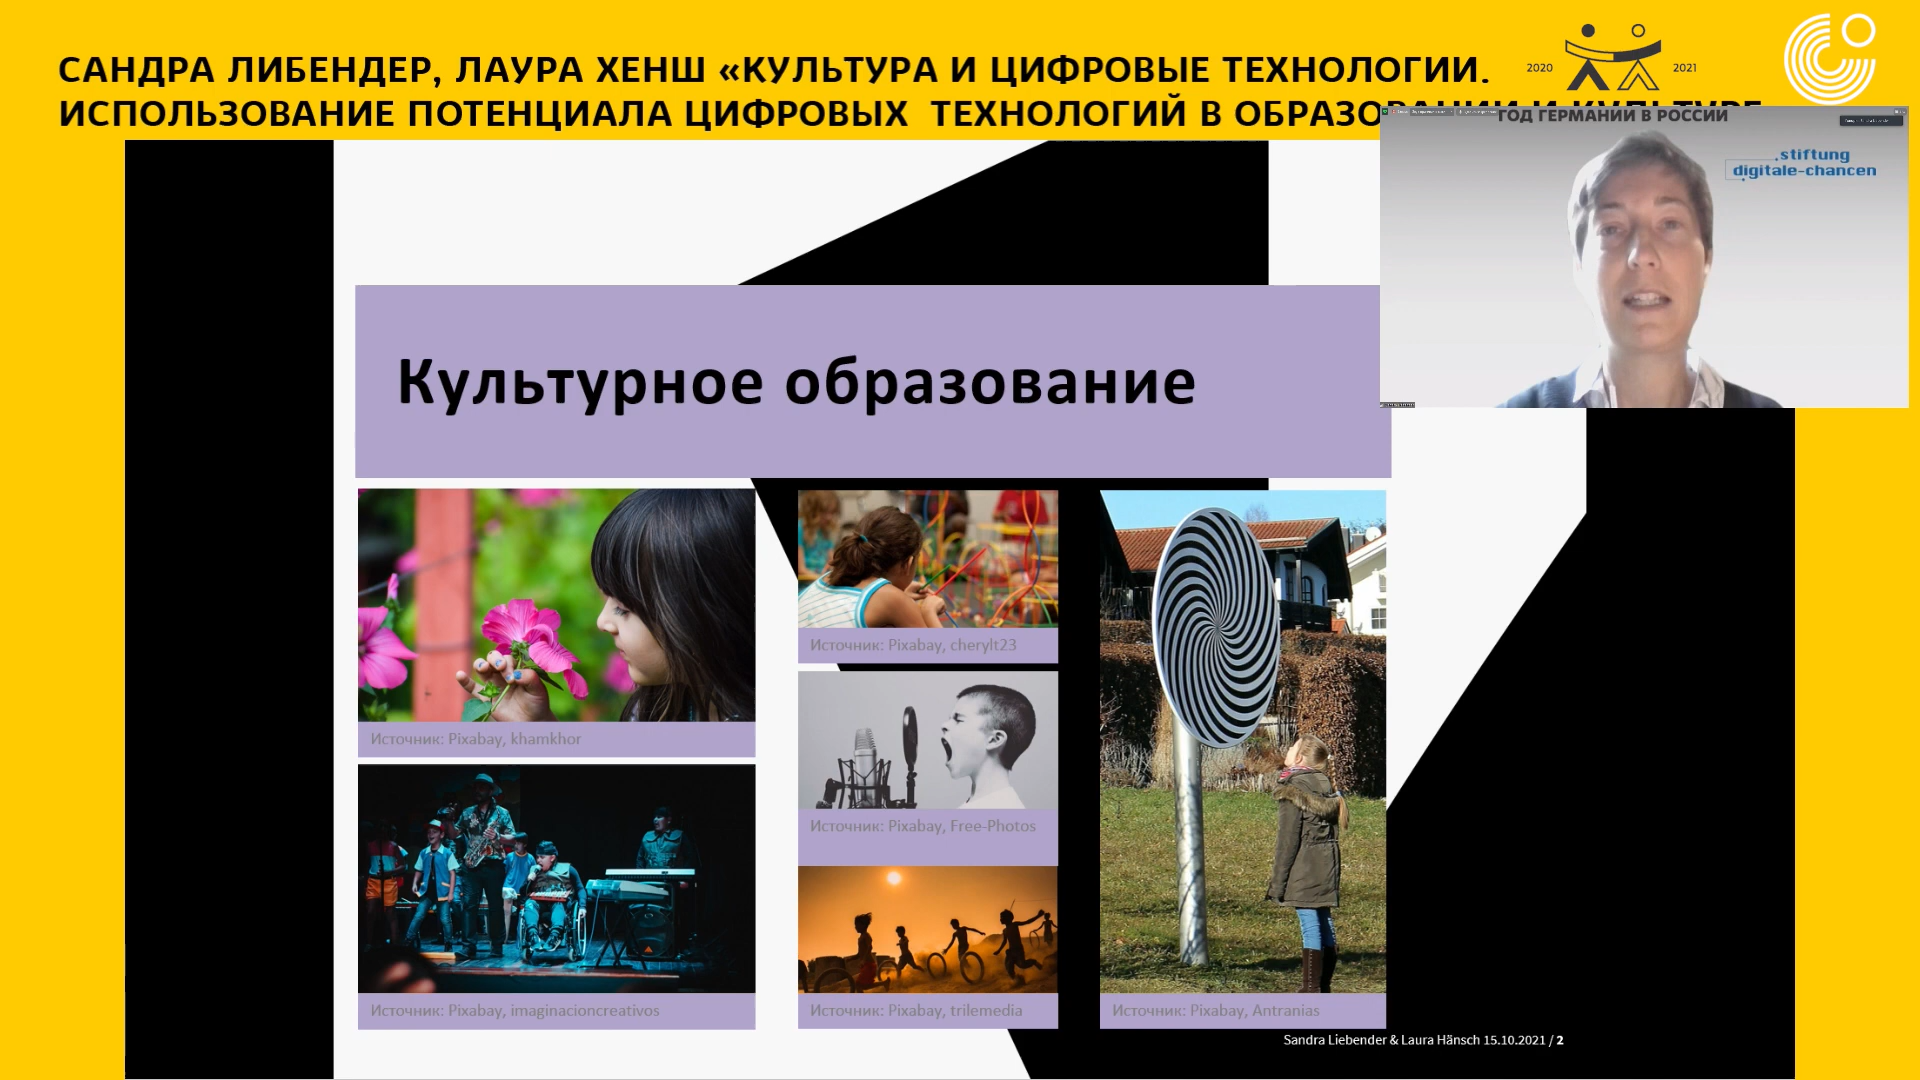 САНДРА ЛИБЕНДЕР, ЛАУРА ХЕНШ «КУЛЬТУРА И ЦИФРОВЫЕ ТЕХНОЛОГИИ.
ИСПОЛЬЗОВАНИЕ ПОТЕНЦИАЛА ЦИФРОВЫХ ТЕХНОЛОГИЙ В ОБРАЗОВАНИИ И КУЛЬТУРЕ
2020 2021
ГОД ГЕРМАНИИ В РОССИИ
stiftung
digitale-chancen
Культурное образование
Источник: Pixabay, khamkhor
Источник: Pixabay, imaginacioncreativos
Источник: Pixabay, cherylt23
Источник: Pixabay, Free-Photos
Источник: Pixabay, trilemedia
Источник: Pixabay, Antranias
Sandra Liebender & Laura Hänsch 15.10.2021 / 2